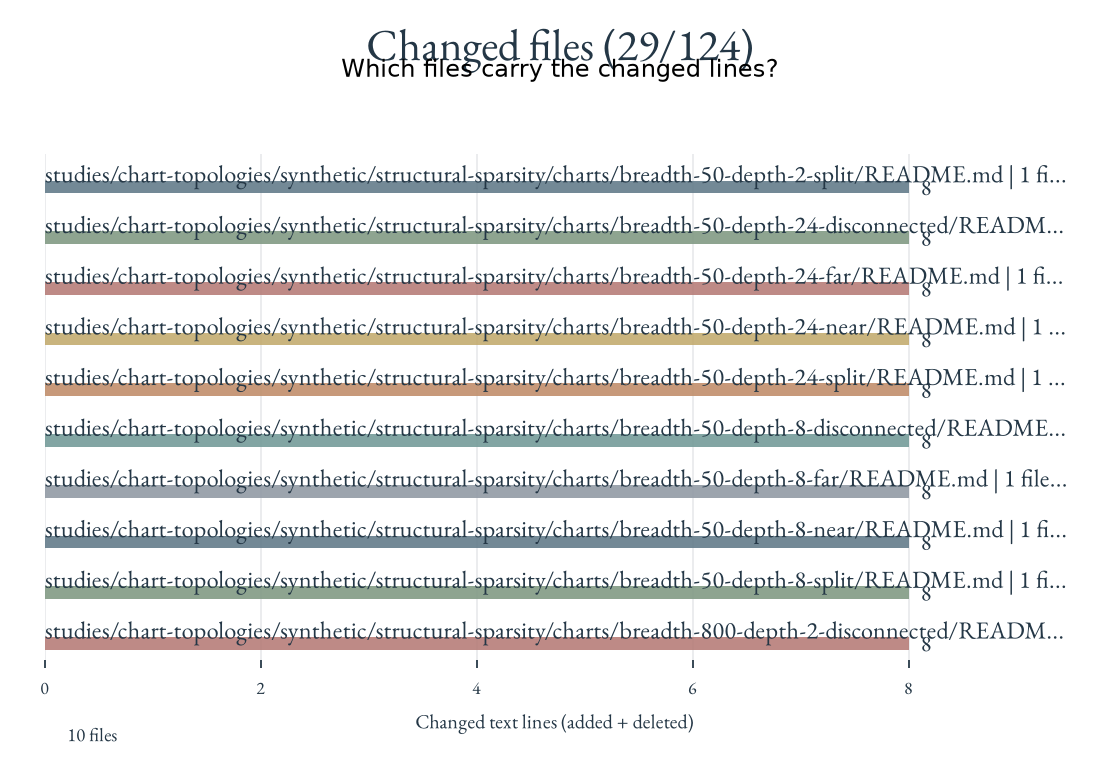 Changed files (29/124)
Which files carry the changed lines?
studies/chart-topologies/synthetic/structural-sparsity/charts/breadth-50-depth-2-split/README.md | 1 fi...
8
studies/chart-topologies/synthetic/structural-sparsity/charts/breadth-50-depth-24-disconnected/READM...
8
studies/chart-topologies/synthetic/structural-sparsity/charts/breadth-50-depth-24-far/README.md | 1 fi...
8
studies/chart-topologies/synthetic/structural-sparsity/charts/breadth-50-depth-24-near/README.md | 1 ...
8
studies/chart-topologies/synthetic/structural-sparsity/charts/breadth-50-depth-24-split/README.md | 1 ...
8
studies/chart-topologies/synthetic/structural-sparsity/charts/breadth-50-depth-8-disconnected/README...
8
studies/chart-topologies/synthetic/structural-sparsity/charts/breadth-50-depth-8-far/README.md | 1 file...
8
studies/chart-topologies/synthetic/structural-sparsity/charts/breadth-50-depth-8-near/README.md | 1 fi...
8
studies/chart-topologies/synthetic/structural-sparsity/charts/breadth-50-depth-8-split/README.md | 1 fi...
8
studies/chart-topologies/synthetic/structural-sparsity/charts/breadth-800-depth-2-disconnected/READM...
8
0 2 4 6 8
Changed text lines (added + deleted)
10 files